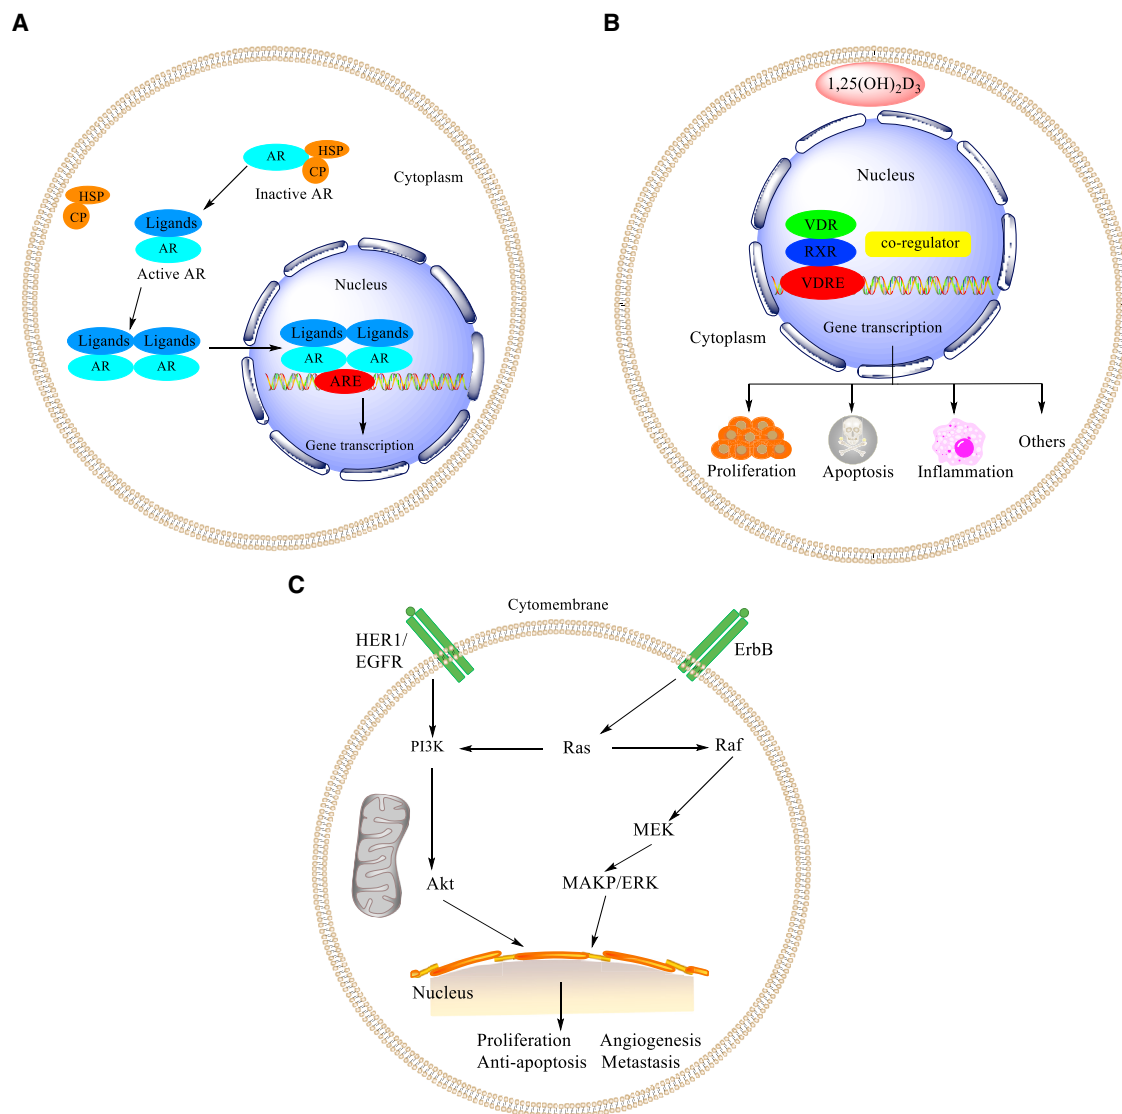 A
AR
HSP
CP
Inactive AR
Cytoplasm
HSP
CP
Ligands
AR
Active AR
Nucleus
Ligands Ligands
AR AR
Ligands Ligands
AR AR
ARE
Gene transcription
B
1,25(OH)₂D₃
Nucleus
VDR
RXR
co-regulator
VDRE
Gene transcription
Cytoplasm
Proliferation
Apoptosis
Inflammation
Others
C
Cytomembrane
HER1/
EGFR
ErbB
PI3K
Ras
Raf
MEK
Akt
MAKP/ERK
Nucleus
Proliferation Angiogenesis
Anti-apoptosis Metastasis